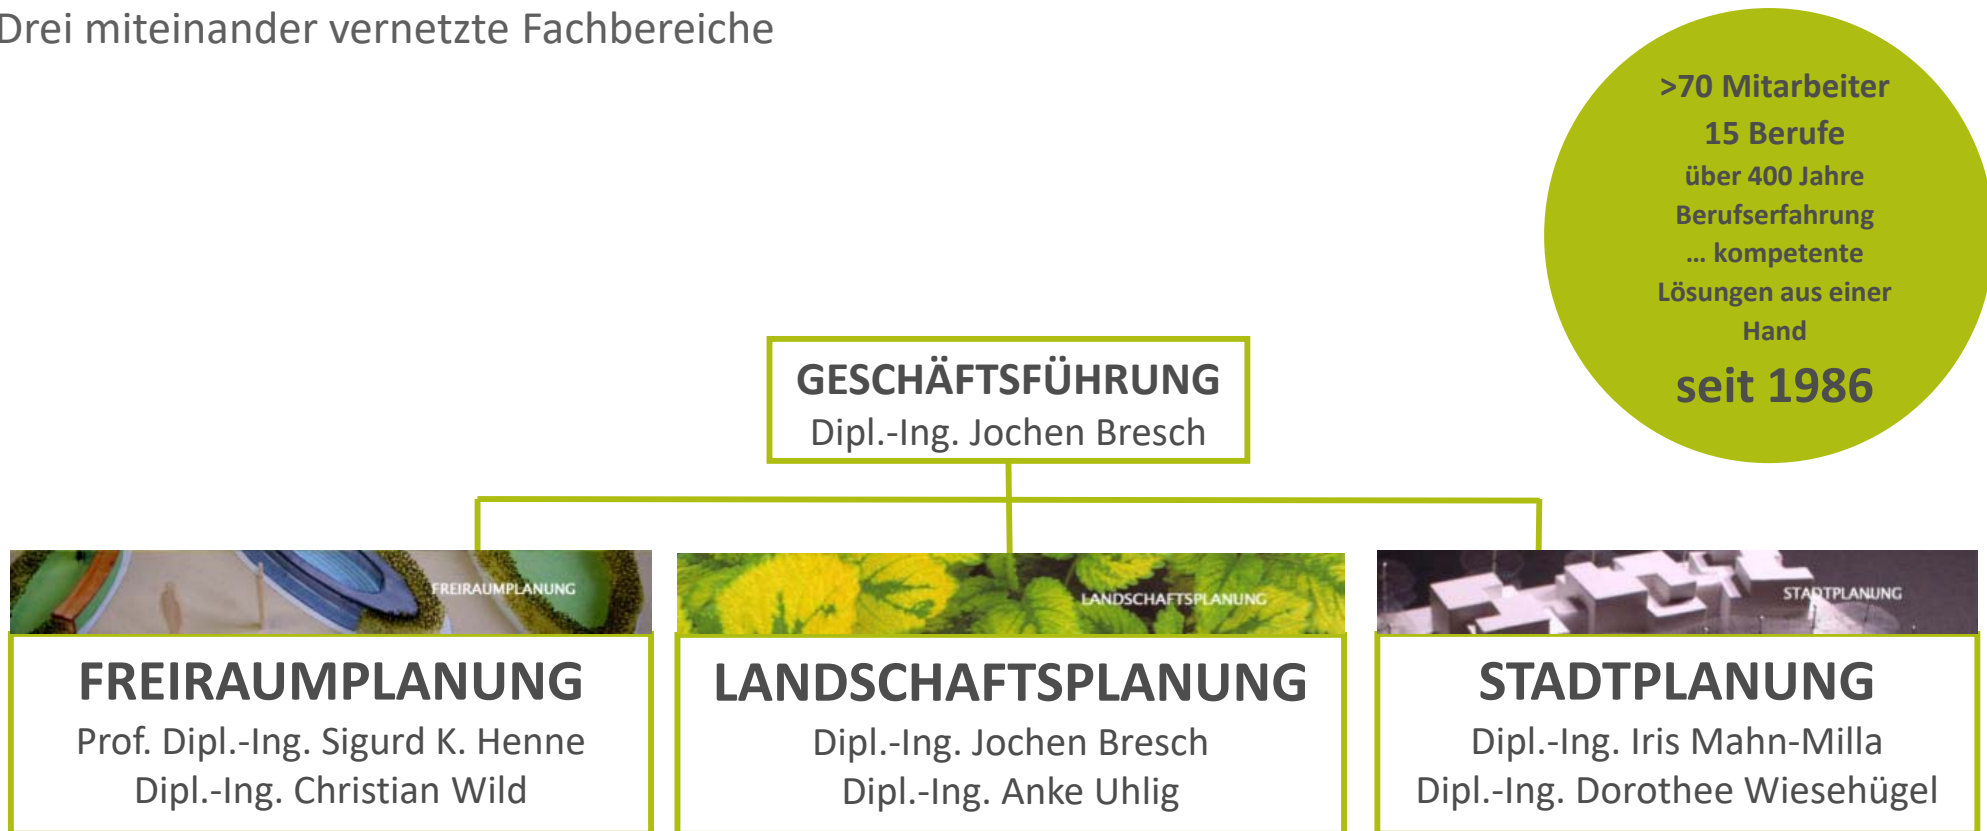 Drei miteinander vernetzte Fachbereiche
>70 Mitarbeiter
15 Berufe
über 400 Jahre
Berufserfahrung
… kompetente
Lösungen aus einer
Hand
seit 1986
GESCHÄFTSFÜHRUNG
Dipl.-Ing. Jochen Bresch
FREIRAUMPLANUNG
FREIRAUMPLANUNG
Prof. Dipl.-Ing. Sigurd K. Henne
Dipl.-Ing. Christian Wild
LANDSCHAFTSPLANUNG
LANDSCHAFTSPLANUNG
Dipl.-Ing. Jochen Bresch
Dipl.-Ing. Anke Uhlig
STADTPLANUNG
STADTPLANUNG
Dipl.-Ing. Iris Mahn-Milla
Dipl.-Ing. Dorothee Wiesehügel